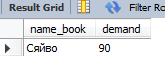 Result Grid Filter Ro
name_book demand
Сяйво 90